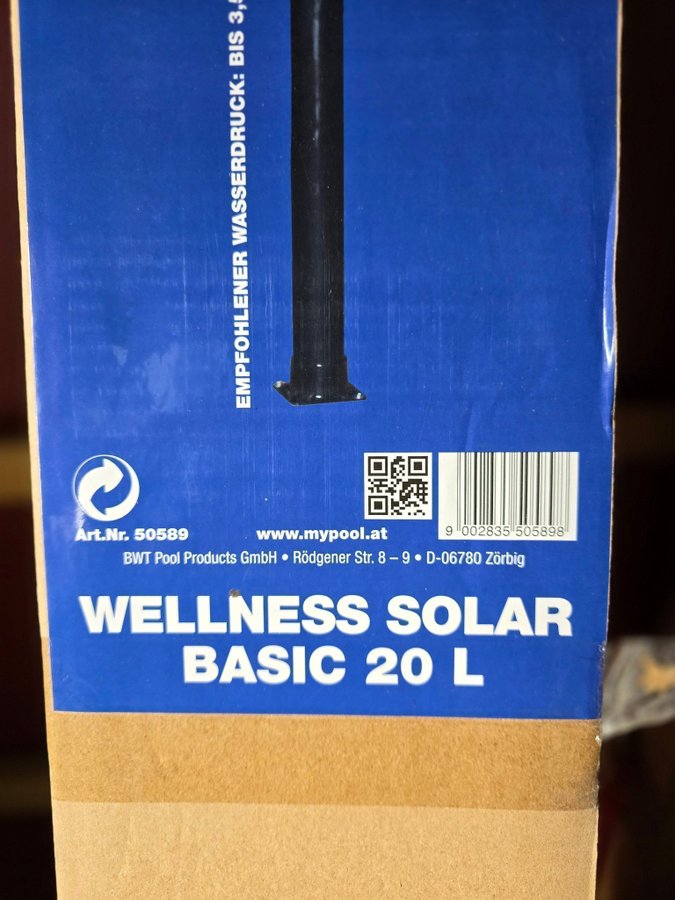 EMPFOHLENER WASSERDRUCK: BIS 3,5
Art.Nr. 50589
www.mypool.at
9 002835 505898
BWT Pool Products GmbH • Rödgener Str. 8 – 9 • D-06780 Zörbig
WELLNESS SOLAR
BASIC 20 L